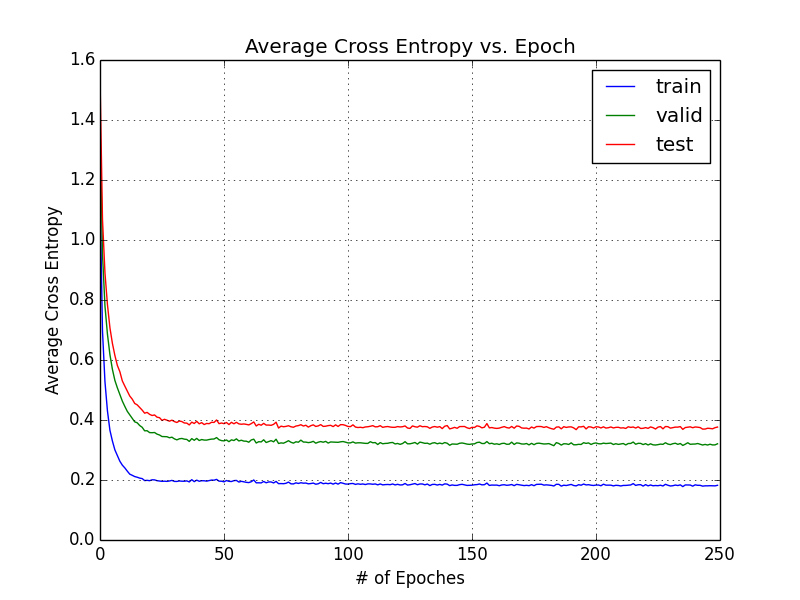 Average Cross Entropy vs. Epoch
1.6
1.4
1.2
1.0
0.8
0.6
0.4
0.2
0.0
Average Cross Entropy
train
valid
test
0 50 100 150 200 250
# of Epoches